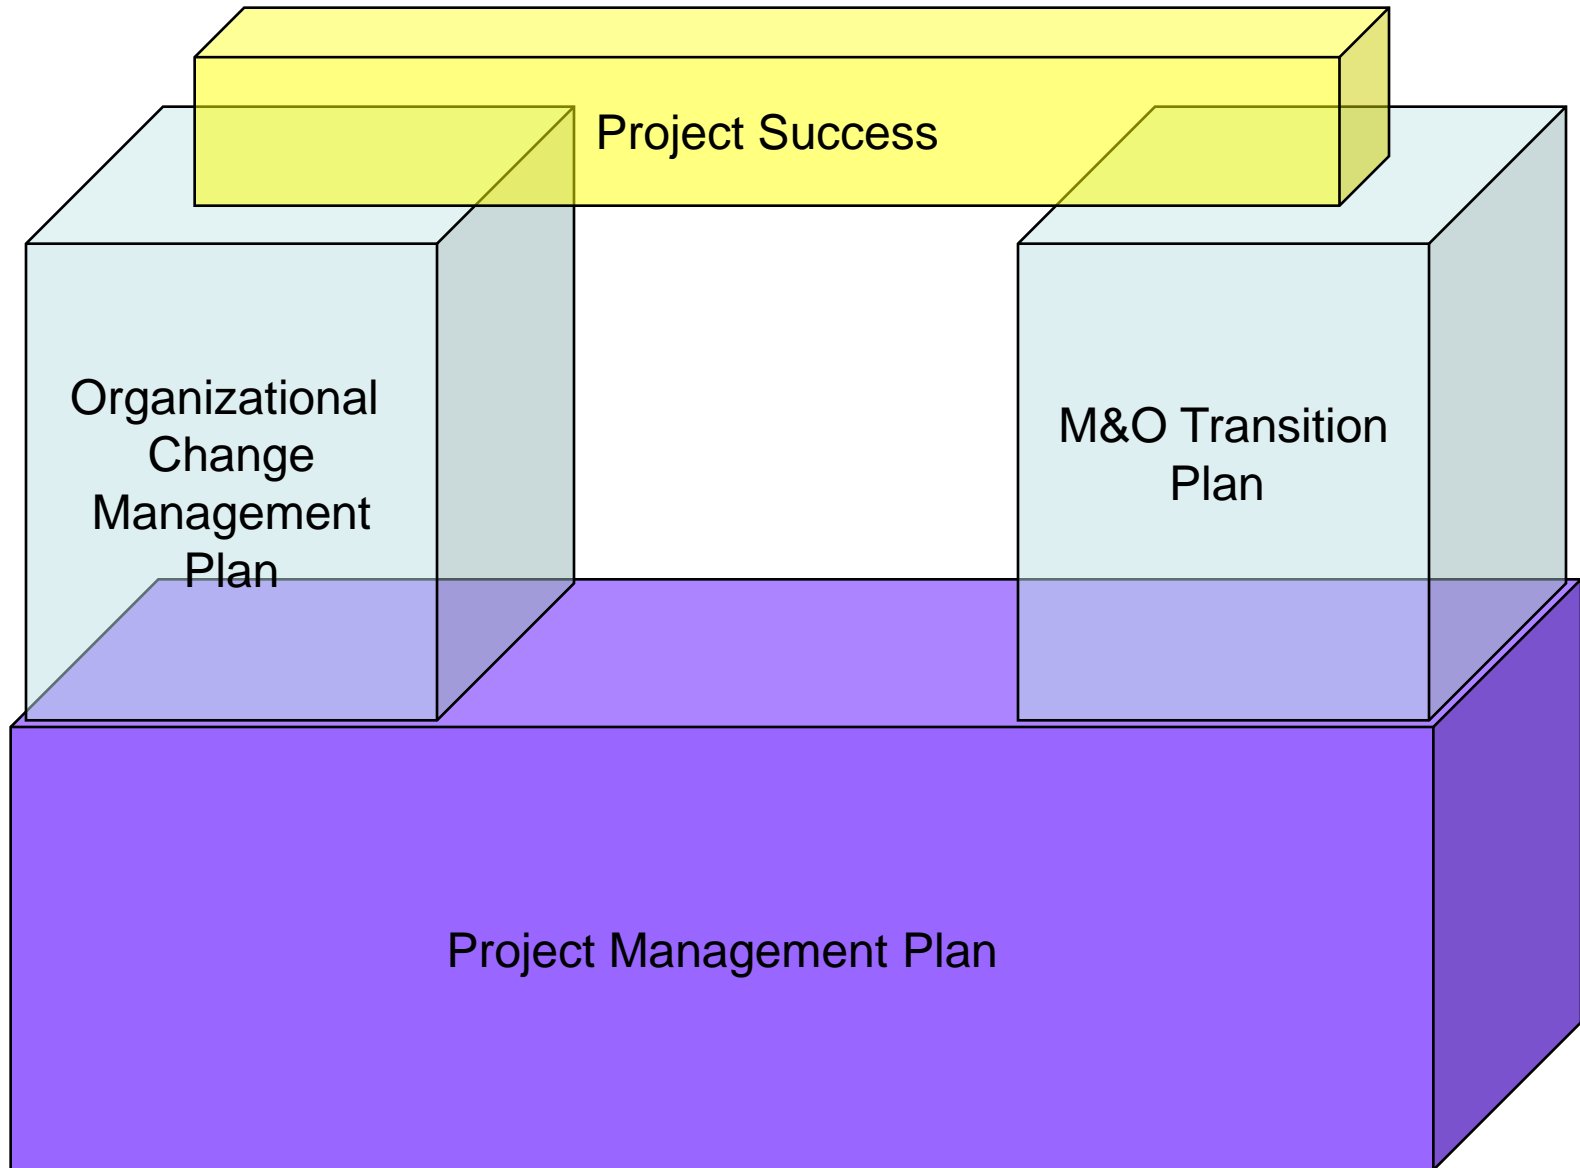 Project Success
Organizational
Change
Management
Plan
M&O Transition
Plan
Project Management Plan